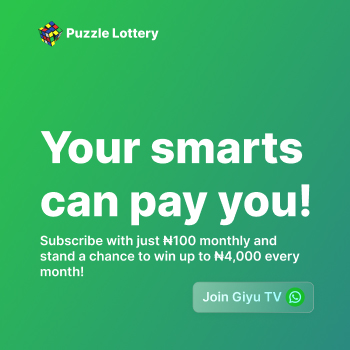 Puzzle Lottery
Your smarts
can pay you!
Subscribe with just ₦100 monthly and
stand a chance to win up to ₦4,000 every
month!
Join Giyu TV